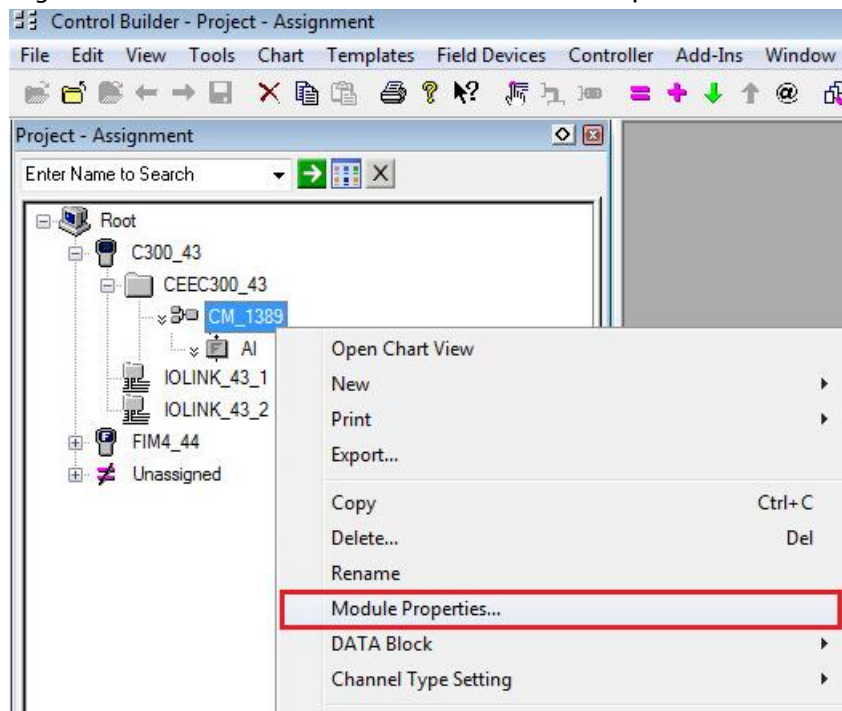 Control Builder - Project - Assignment
File Edit View Tools Chart Templates Field Devices Controller Add-Ins Window
Project - Assignment
Enter Name to Search
Root
C300_43
CEEC300_43
CM_1389
AI
IOLINK_43_1
IOLINK_43_2
FIM4_44
Unassigned
Open Chart View
New
Print
Export...
Copy Ctrl+C
Delete... Del
Rename
Module Properties...
DATA Block
Channel Type Setting